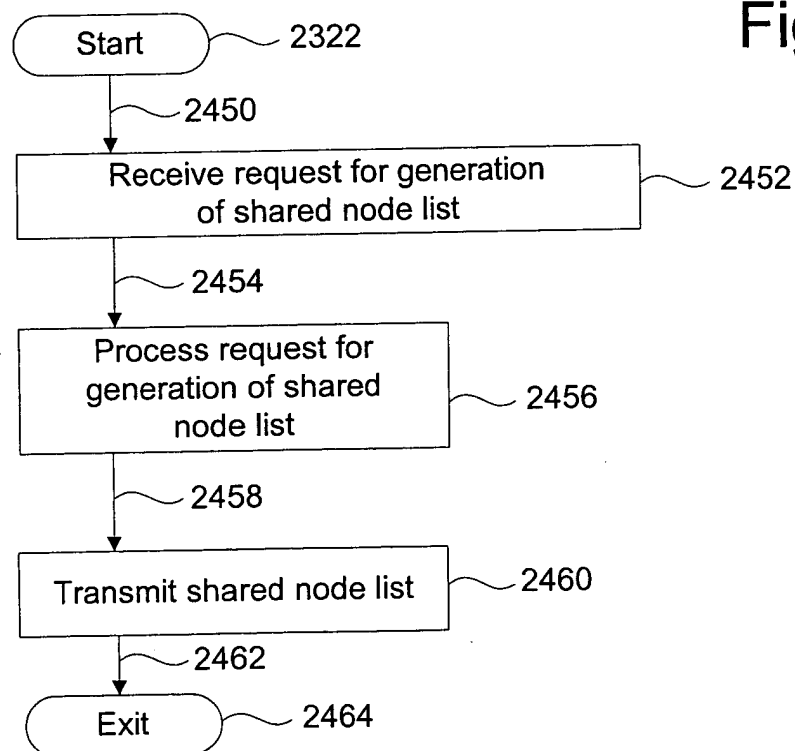 Fig
Start
2322
2450
Receive request for generation
of shared node list
2452
2454
Process request for
generation of shared
node list
2456
2458
Transmit shared node list
2460
2462
Exit
2464